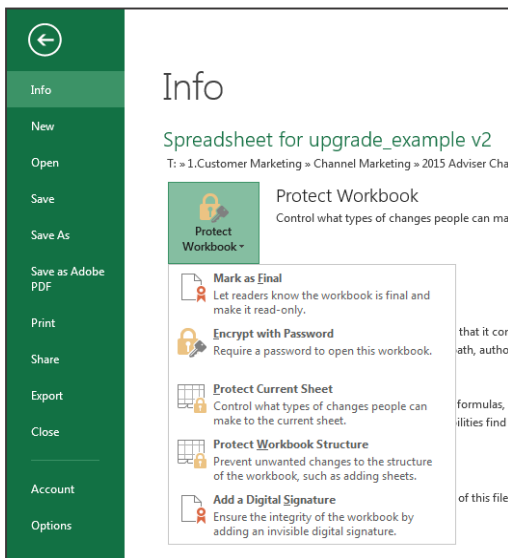 Info
New
Open
Save
Save As
Save as Adobe
PDF
Print
Share
Export
Close
Account
Options
Info
Spreadsheet for upgrade_example v2
T: » 1.Customer Marketing » Channel Marketing » 2015 Adviser Cha
Protect
Workbook
Protect Workbook
Control what types of changes people can ma
Mark as Final
Let readers know the workbook is final and
make it read-only.
Encrypt with Password
Require a password to open this workbook.
Protect Current Sheet
Control what types of changes people can
make to the current sheet.
Protect Workbook Structure
Prevent unwanted changes to the structure
of the workbook, such as adding sheets.
Add a Digital Signature
Ensure the integrity of the workbook by
adding an invisible digital signature.
that it cor
ath, autho
formulas,
ilities find
of this file